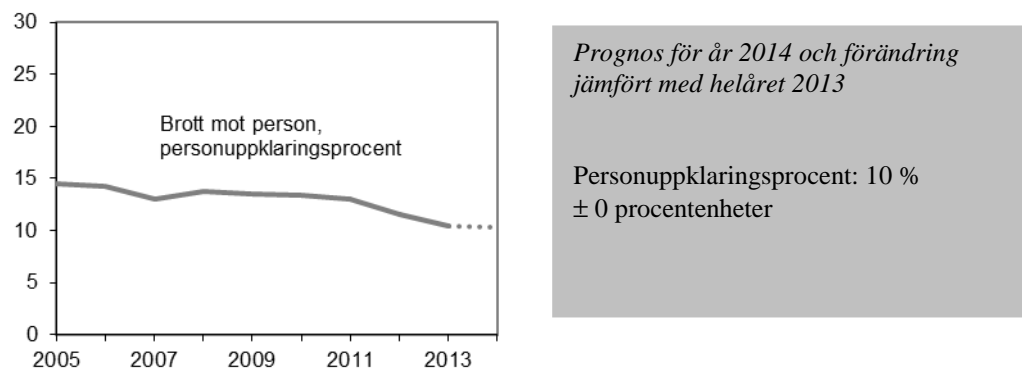 30
25
20
15
10
5
0
Brott mot person,
personuppklaringsprocent
2005 2007 2009 2011 2013
Prognos för år 2014 och förändring
jämfört med helåret 2013
Personuppklaringsprocent: 10 %
± 0 procentenheter